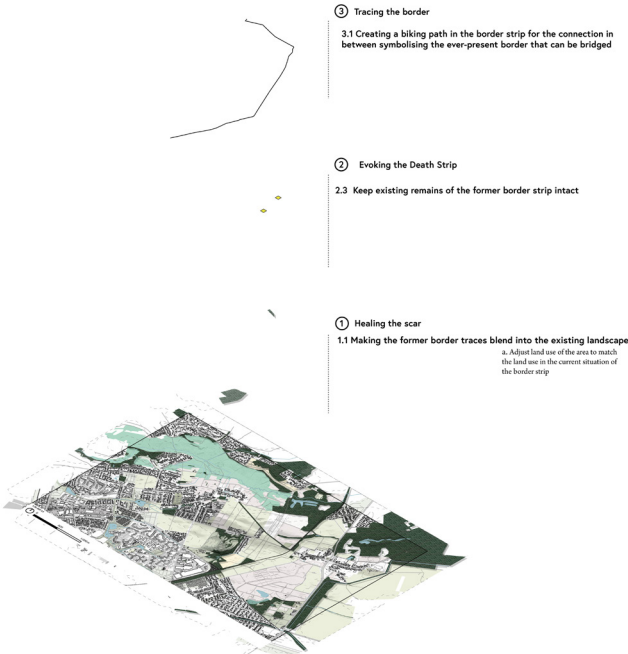 3 Tracing the border
3.1 Creating a biking path in the border strip for the connection in
between symbolising the ever-present border that can be bridged
2 Evoking the Death Strip
2.3 Keep existing remains of the former border strip intact
1 Healing the scar
1.1 Making the former border traces blend into the existing landscape
a. Adjust land use of the area to match
the land use in the current situation of
the border strip